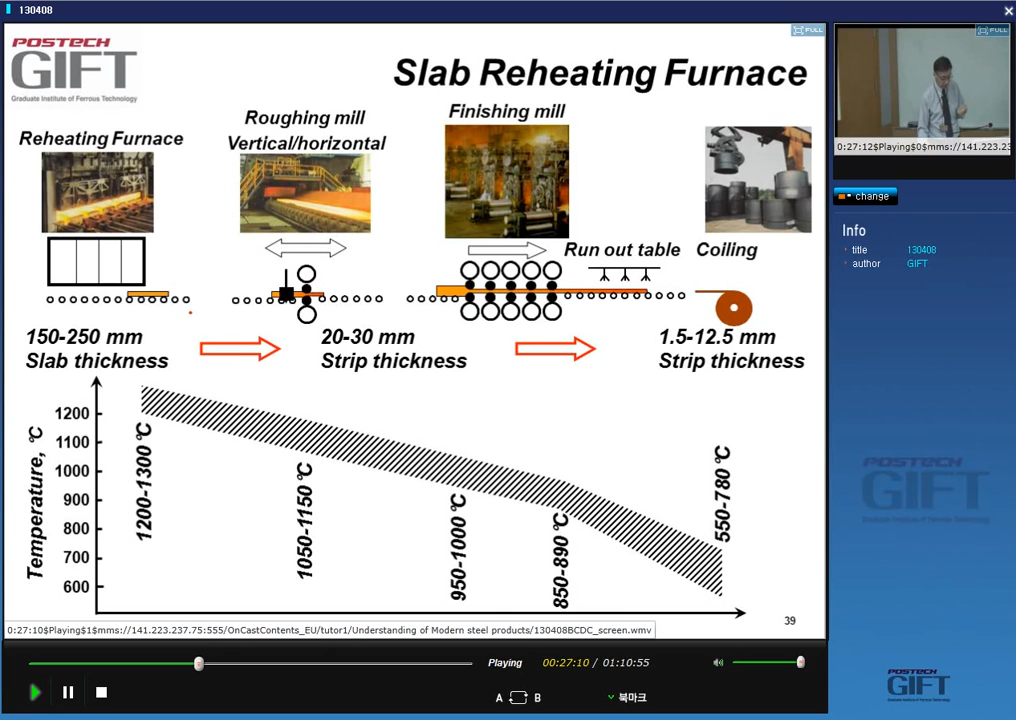 130408
POSTECH
GIFT
Graduate Institute of Ferrous Technology
FULL
Slab Reheating Furnace
Reheating Furnace
Roughing mill
Vertical/horizontal
Finishing mill
Run out table
Coiling
150-250 mm
Slab thickness
20-30 mm
Strip thickness
1.5-12.5 mm
Strip thickness
Temperature, ℃
1200
1100
1000
900
800
700
600
1200-1300 ℃
1050-1150 ℃
950-1000 ℃
850-890 ℃
550-780 ℃
39
0:27:10$Playing$1$mms://141.223.237.75:555/OnCastContents_EU/tutor1/Understanding of Modern steel products/130408BCDC_screen.wmv
Playing
00:27:10 / 01:10:55
A B
북마크
FULL
0:27:12$Playing$0$mms://141.223.23
change
Info
title 130408
author GIFT
POSTECH
GIFT
POSTECH
GIFT